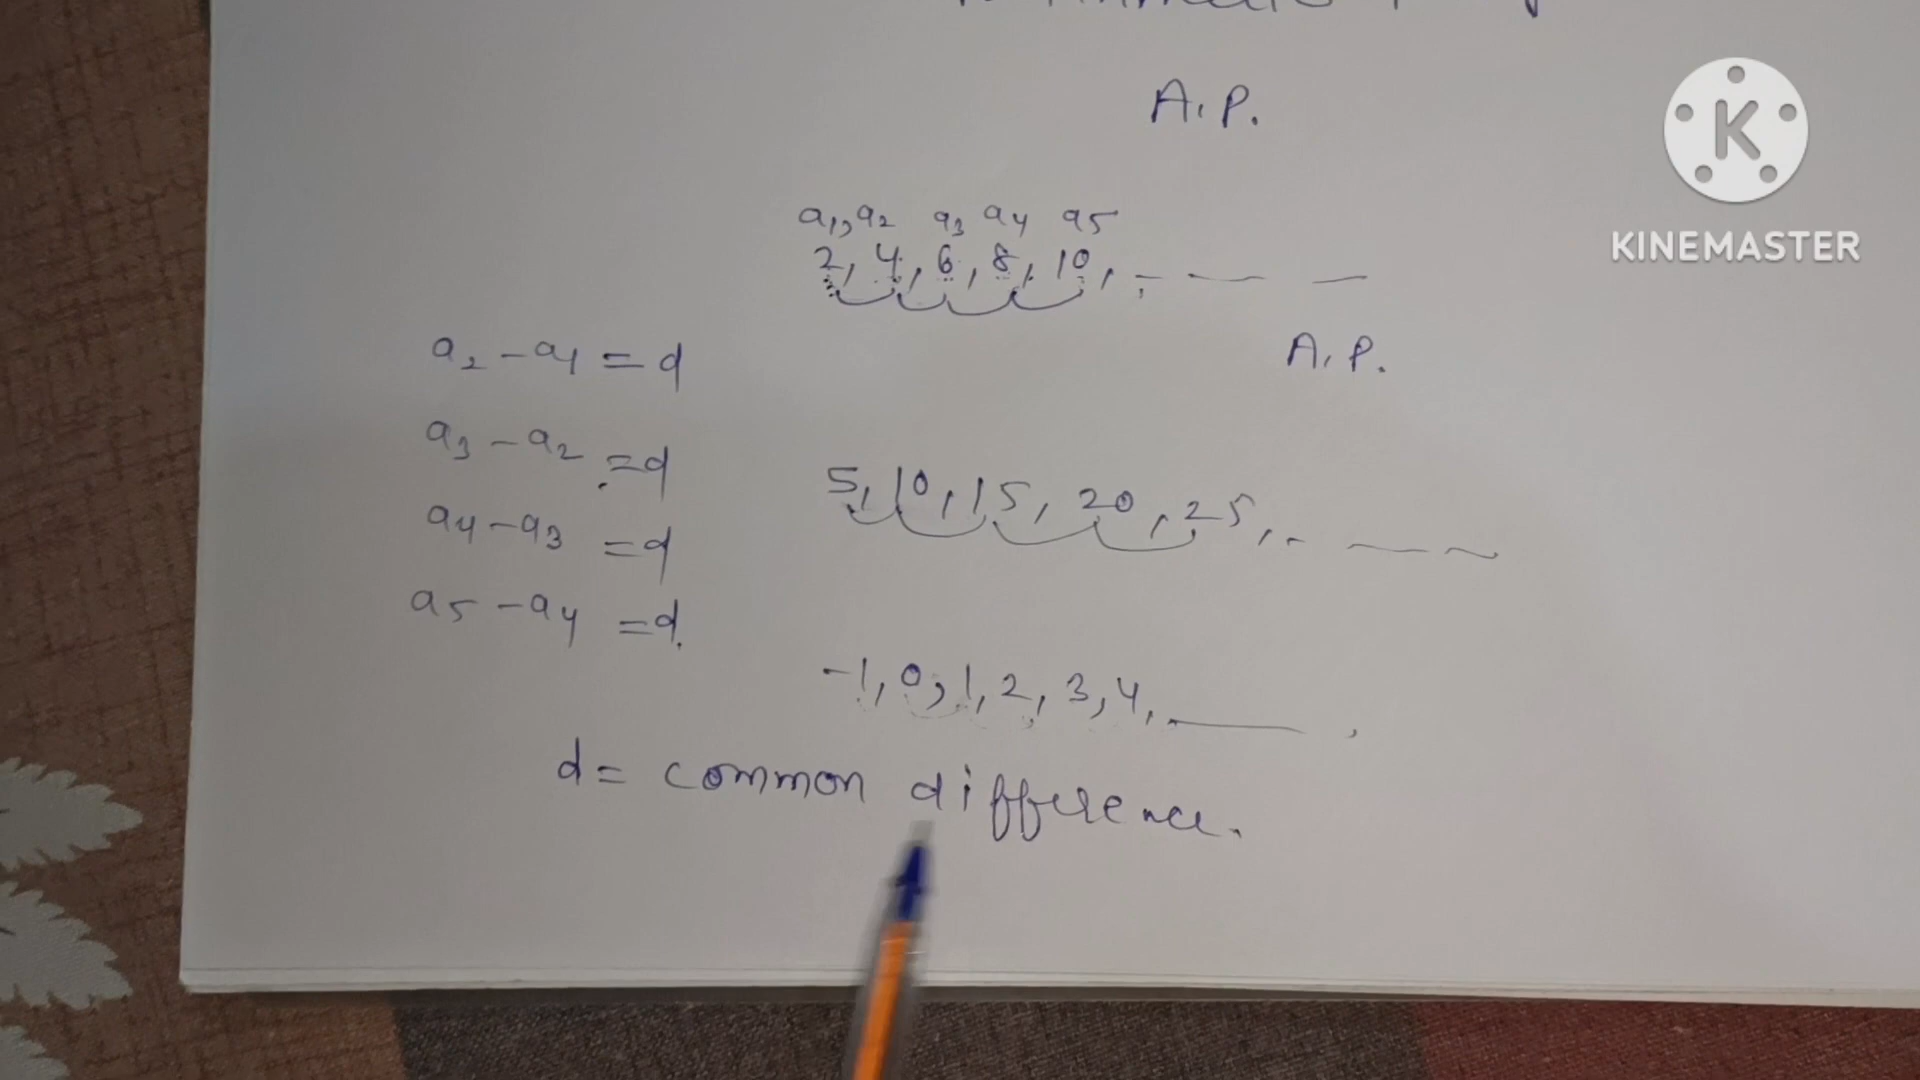 A.P.
a1, a2 a3 a4 a5
2, 4, 6, 8, 10, - — —
A.P.
a2 - a1 = d
a3 - a2 = d
a4 - a3 = d
a5 - a4 = d.
5, 10, 15, 20, 25, - — ~
-1, 0, 1, 2, 3, 4, — ,
d = common difference.
KINEMASTER